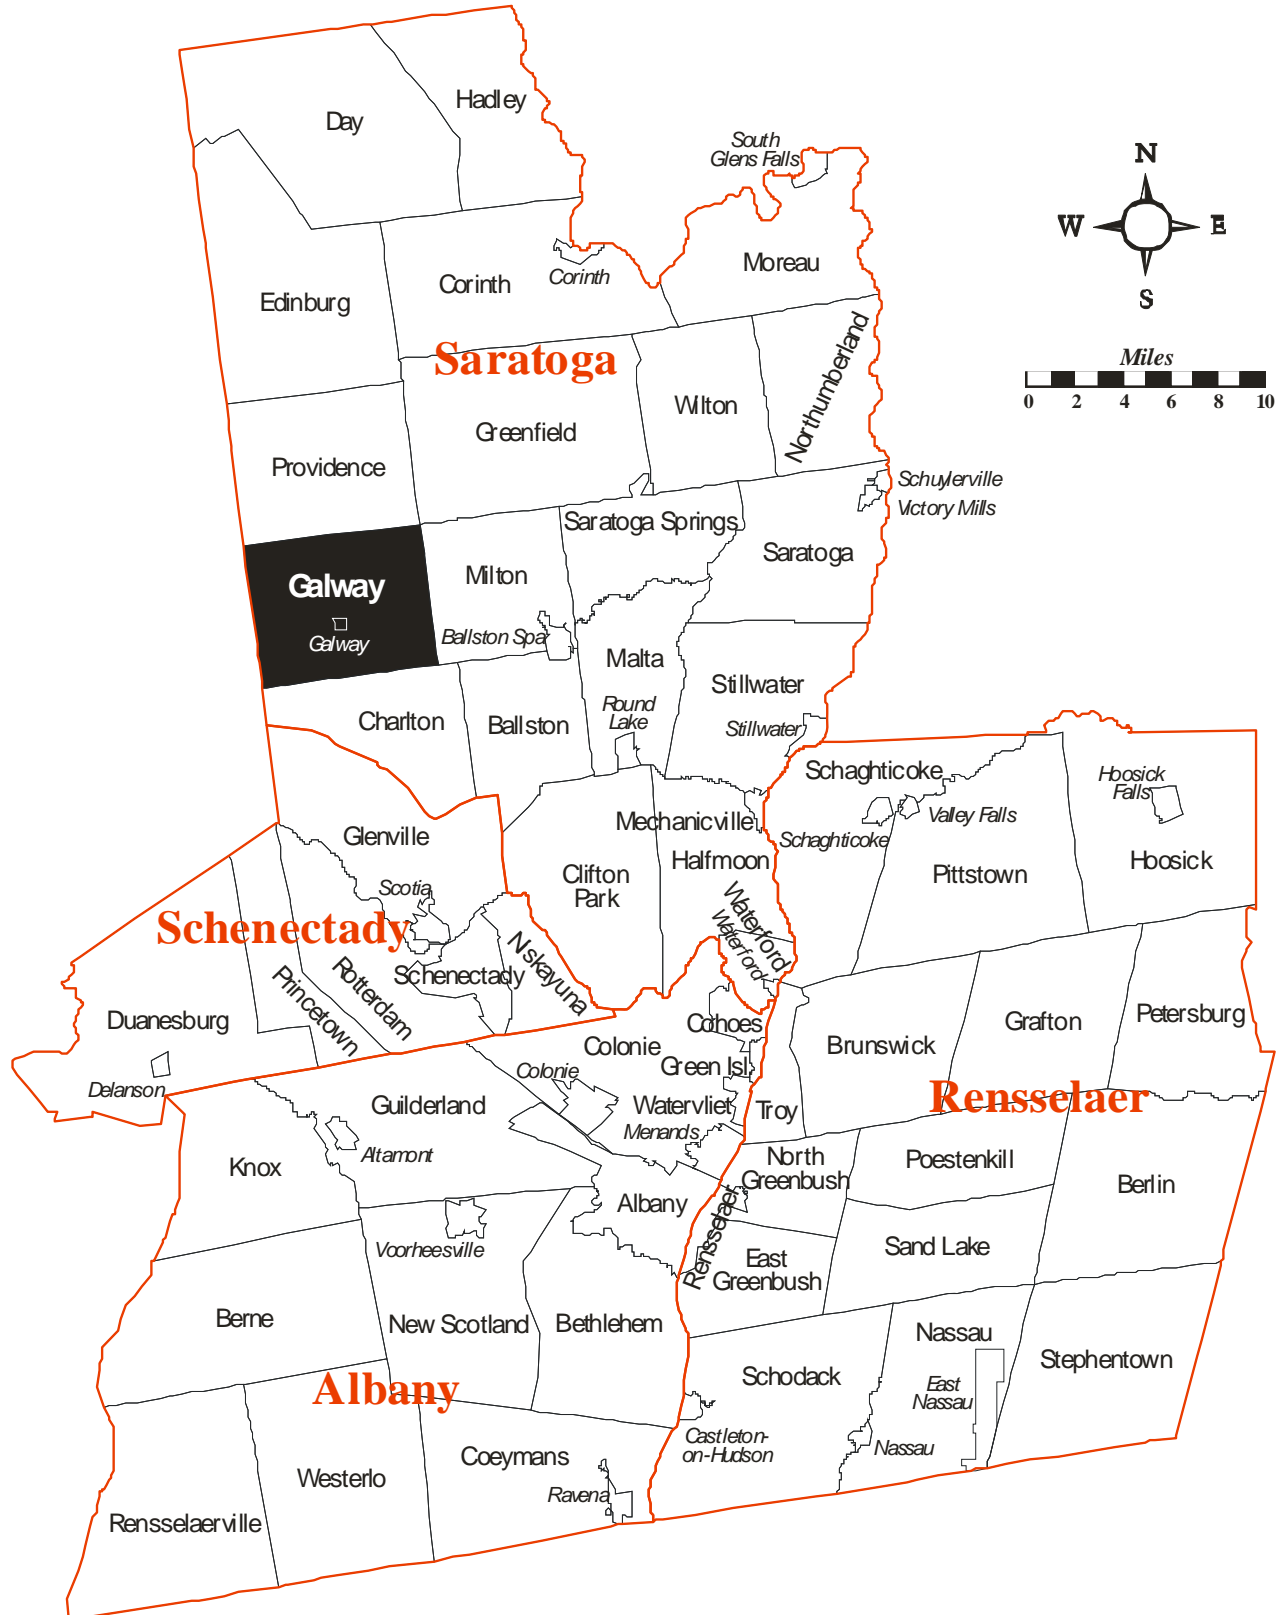 Hadley
Day
South
Glens Falls
N
W
E
S
Moreau
Corinth
Corinth
Edinburg
Northumberland
Saratoga
Miles
0 2 4 6 8 10
Wilton
Greenfield
Providence
Schuylerville
Victory Mills
Saratoga Springs
Saratoga
Galway
Milton
Galway
Ballston Spa
Malta
Stillwater
Round
Lake
Charlton
Ballston
Stillwater
Schaghticoke
Hoosick
Falls
Mechanicville
Valley Falls
Glenville
Schaghticoke
Halfmoon
Hoosick
Clifton
Park
Pittstown
Scotia
Waterford
Waterford
Schenectady
Niskayuna
Schenectady
Rotterdam
Princetown
Duanesburg
Cohoes
Petersburg
Grafton
Colonie
Brunswick
Green Isl.
Colonie
Delanson
Guilderland
Watervliet
Troy
Rensselaer
Menands
Altamont
Knox
North
Greenbush
Poestenkill
Berlin
Albany
Rensselaer
Voorheesville
Sand Lake
East
Greenbush
Berne
New Scotland
Bethlehem
Nassau
Stephentown
Schodack
Albany
East
Nassau
Castleton-
on-Hudson
Nassau
Coeymans
Westerlo
Ravena
Rensselaerville